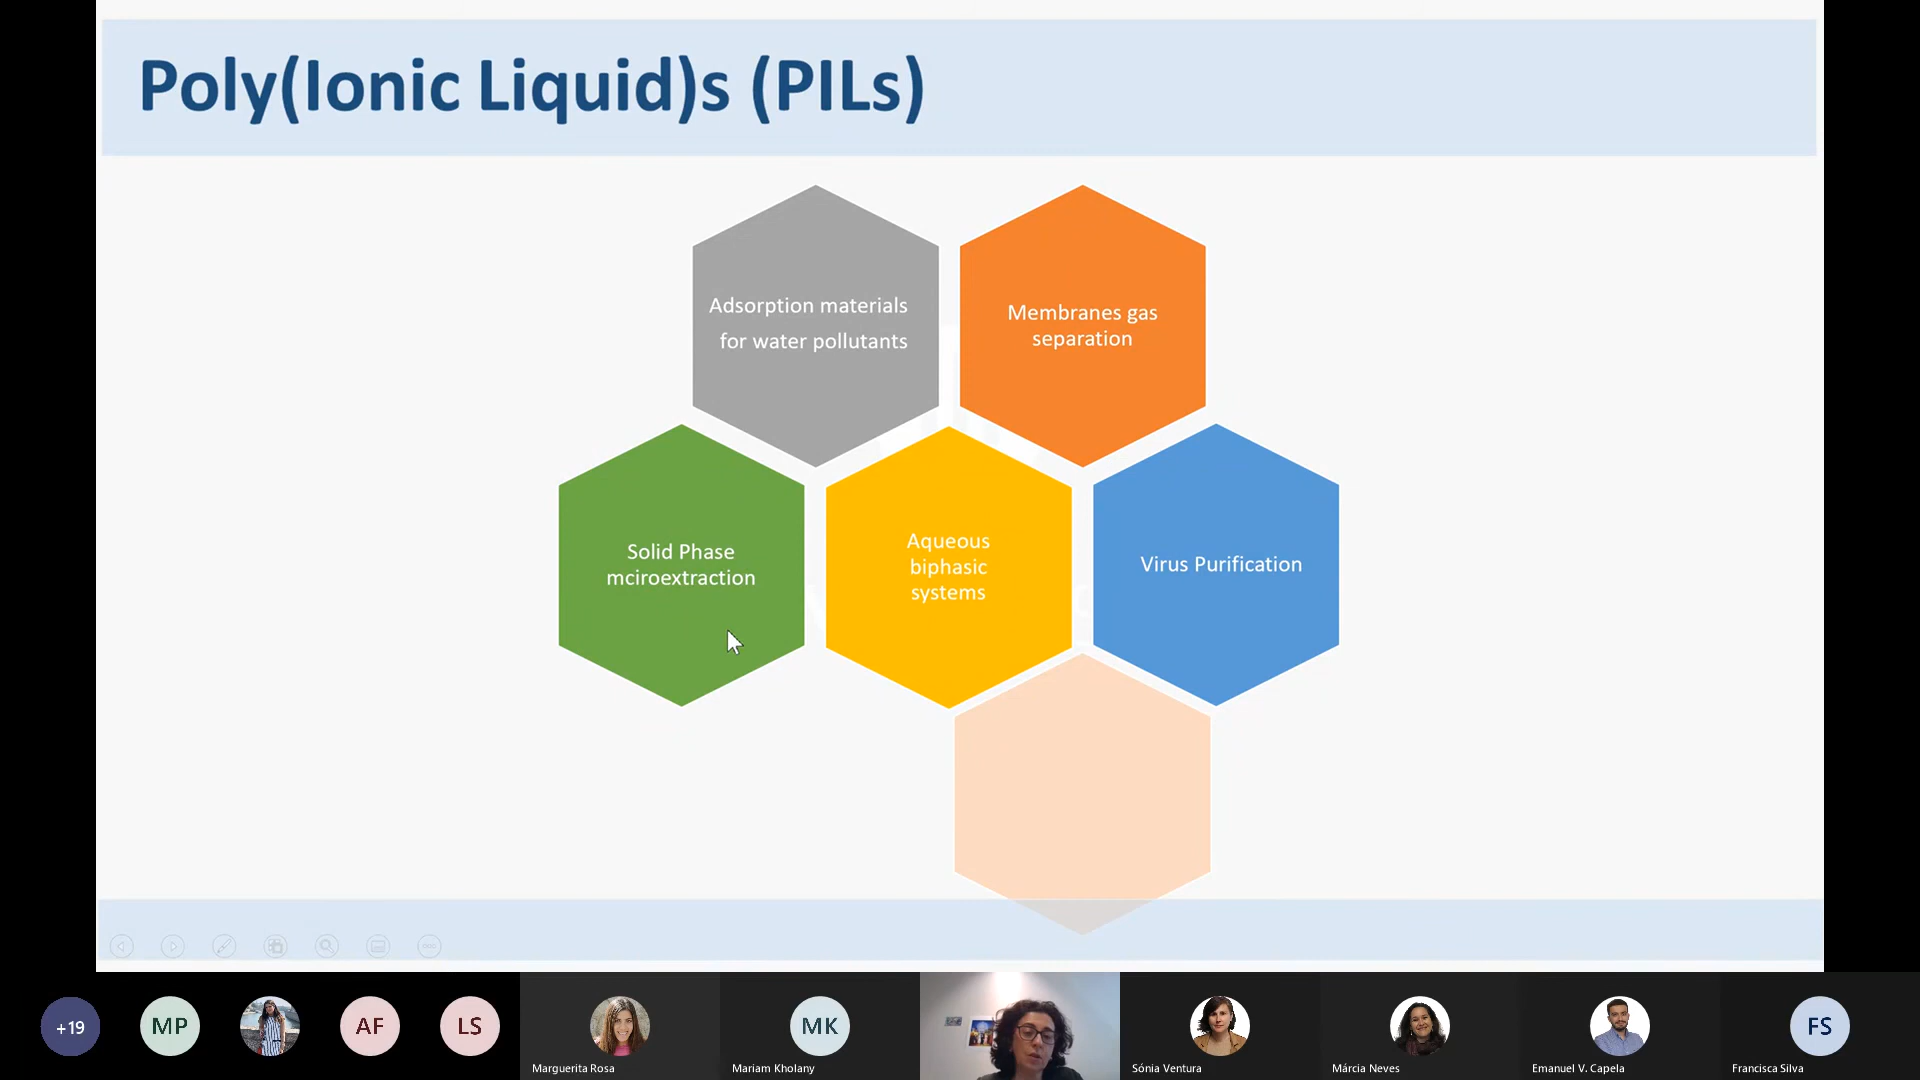 Poly(Ionic Liquid)s (PILs)
Adsorption materials
for water pollutants
Membranes gas
separation
Solid Phase
mciroextraction
Aqueous
biphasic
systems
Virus Purification
+19
MP
AF
LS
Marguerita Rosa
MK
Mariam Kholany
Sónia Ventura
Márcia Neves
Emanuel V. Capela
FS
Francisca Silva